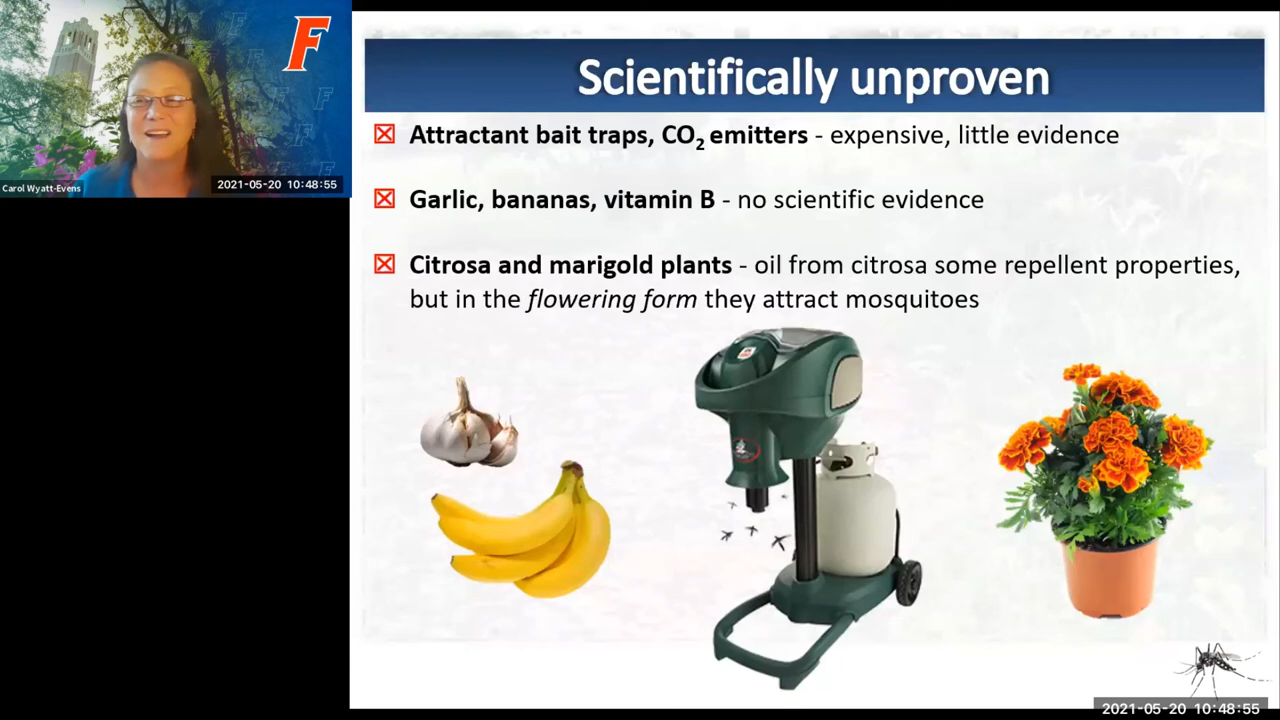 F
Carol Wyatt-Evens
2021-05-20 10:48:55
Scientifically unproven
Attractant bait traps, CO₂ emitters - expensive, little evidence
Garlic, bananas, vitamin B - no scientific evidence
Citrosa and marigold plants - oil from citrosa some repellent properties,
but in the flowering form they attract mosquitoes
2021-05-20 10:48:55